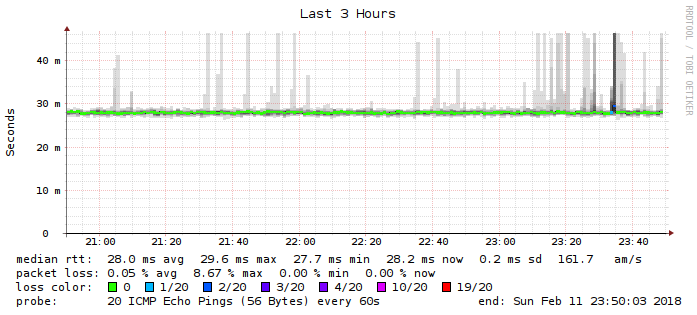 Last 3 Hours
RRDTOOL / TOBI OETIKER
Seconds
40 m
30 m
20 m
10 m
0
21:00 21:20 21:40 22:00 22:20 22:40 23:00 23:20 23:40
median rtt: 28.0 ms avg 29.6 ms max 27.7 ms min 28.2 ms now 0.2 ms sd 161.7 am/s
packet loss: 0.05 % avg 8.67 % max 0.00 % min 0.00 % now
loss color: 0 1/20 2/20 3/20 4/20 10/20 19/20
probe: 20 ICMP Echo Pings (56 Bytes) every 60s end: Sun Feb 11 23:50:03 2018